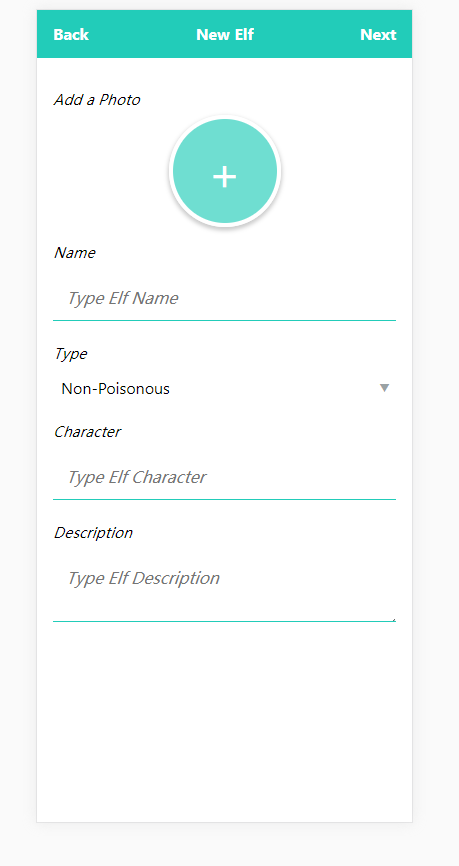 Back New Elf Next
Add a Photo
+
Name
Type Elf Name
Type
Non-Poisonous
Character
Type Elf Character
Description
Type Elf Description